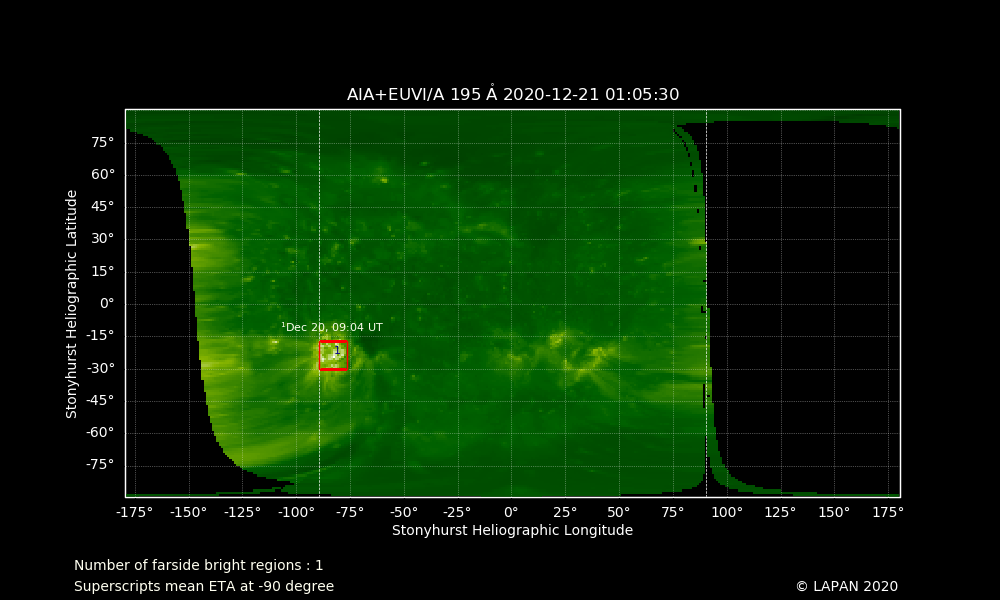 AIA+EUVI/A 195 Å 2020-12-21 01:05:30
75°
60°
45°
30°
15°
0°
-15°
-30°
-45°
-60°
-75°
Stonyhurst Heliographic Latitude
¹Dec 20, 09:04 UT
1
-175° -150° -125° -100° -75° -50° -25° 0° 25° 50° 75° 100° 125° 150° 175°
Stonyhurst Heliographic Longitude
Number of farside bright regions : 1
Superscripts mean ETA at -90 degree
© LAPAN 2020